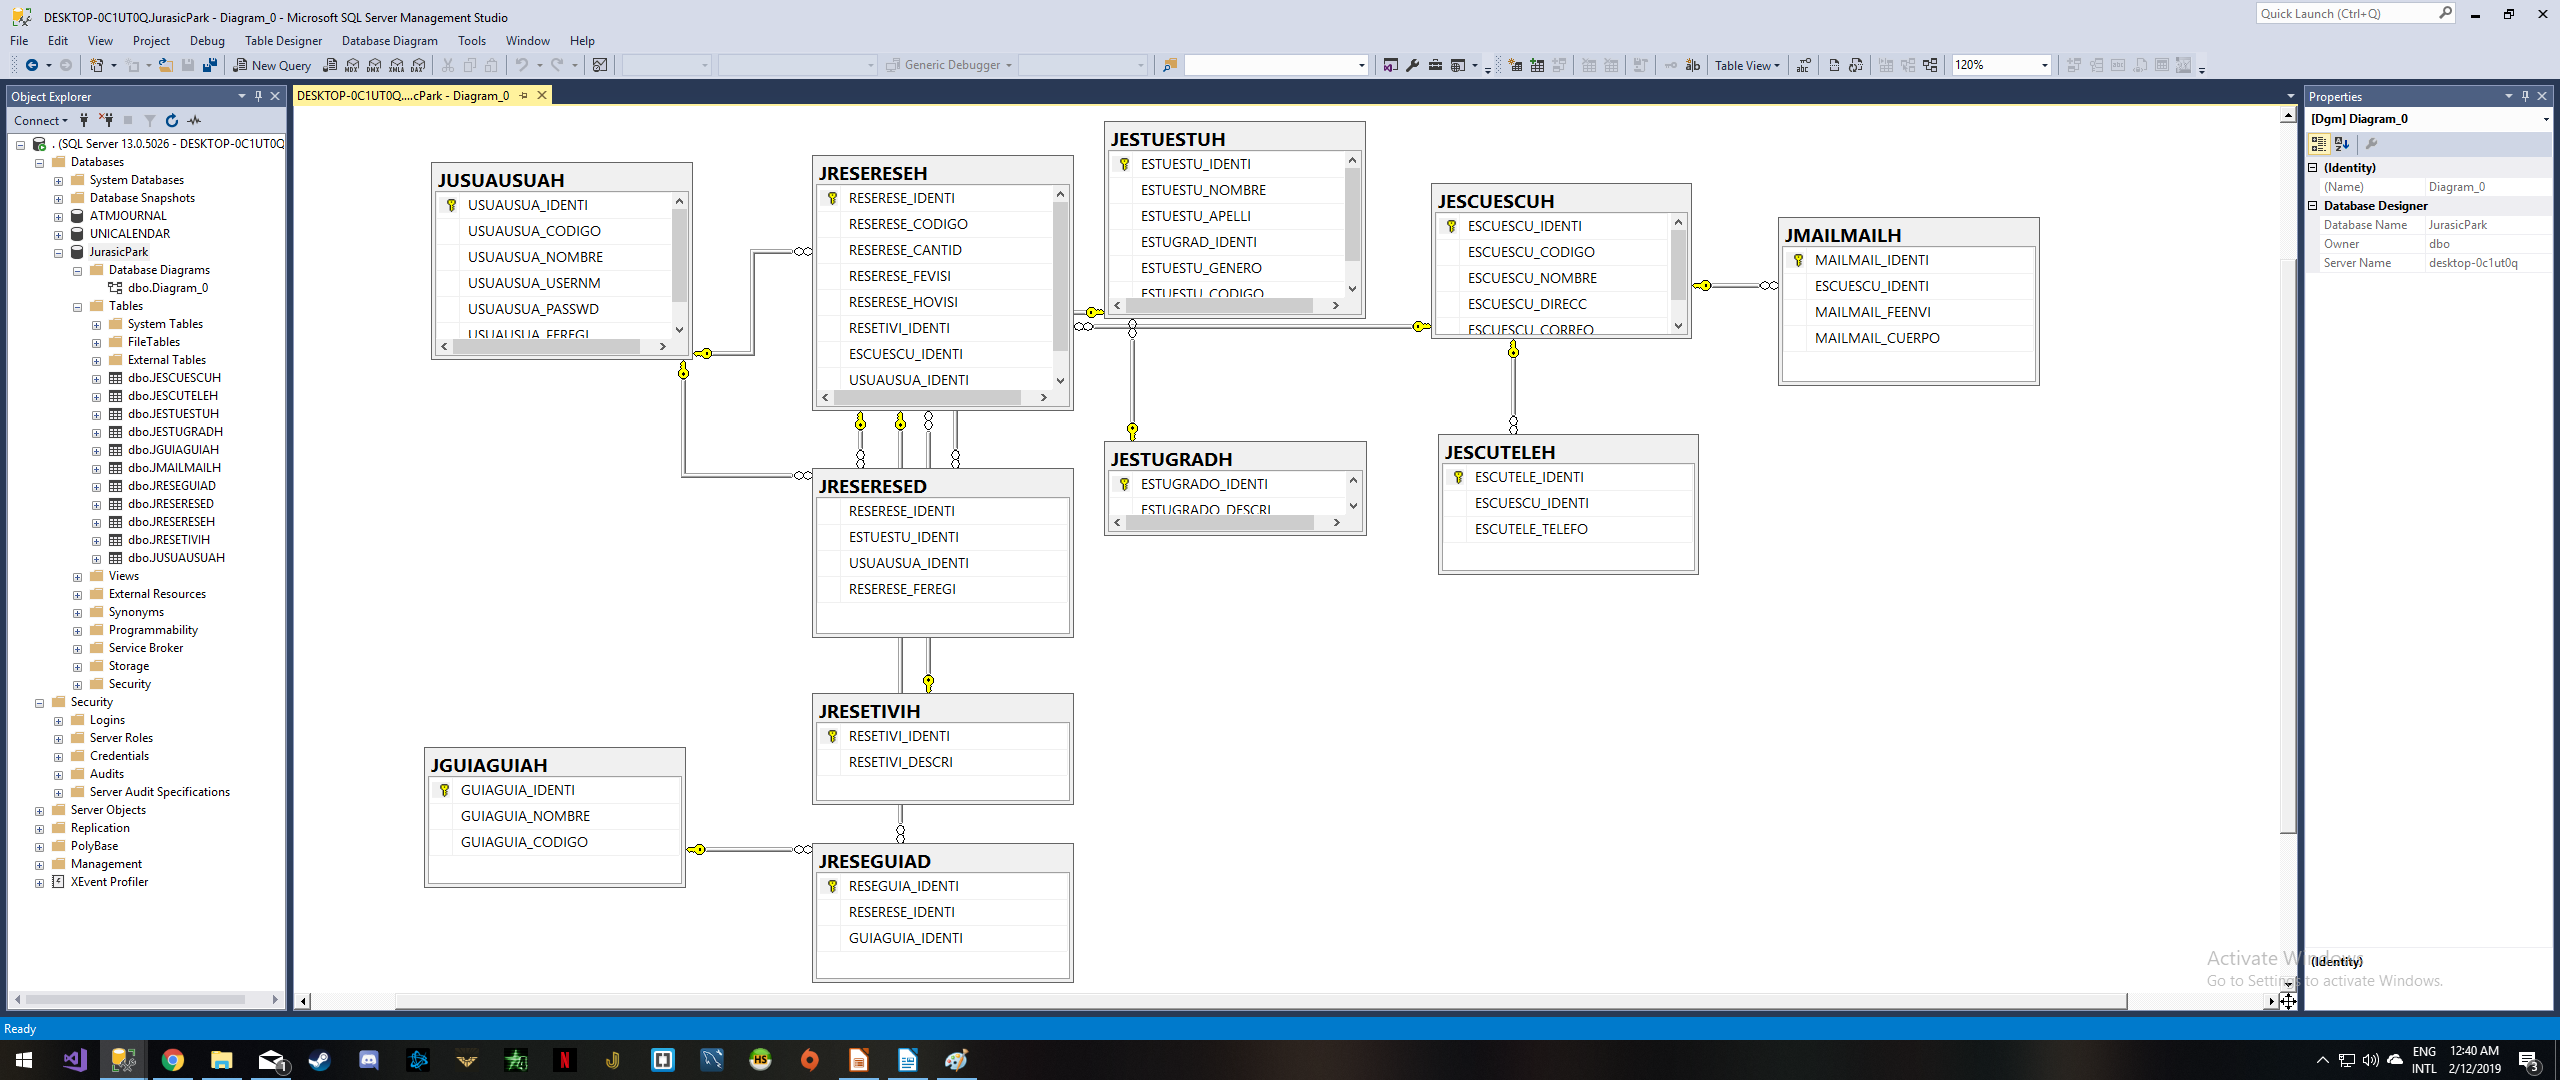 DESKTOP-0C1UT0Q.JurasicPark - Diagram_0 - Microsoft SQL Server Management Studio
Quick Launch (Ctrl+Q)
File Edit View Project Debug Table Designer Database Diagram Tools Window Help
New Query
MDX DMX XMLA DAX
Generic Debugger
Table View
120%
Object Explorer
Connect
. (SQL Server 13.0.5026 - DESKTOP-0C1UT0Q
Databases
System Databases
Database Snapshots
ATMJOURNAL
UNICALENDAR
JurasicPark
Database Diagrams
dbo.Diagram_0
Tables
System Tables
FileTables
External Tables
dbo.JESCUESCUH
dbo.JESCUTELEH
dbo.JESTUESTUH
dbo.JESTUGRADH
dbo.JGUIAGUIAH
dbo.JMAILMAILH
dbo.JRESEGUIAD
dbo.JRESERESED
dbo.JRESERESEH
dbo.JRESETIVIH
dbo.JUSUAUSUAH
Views
External Resources
Synonyms
Programmability
Service Broker
Storage
Security
Security
Logins
Server Roles
Credentials
Audits
Server Audit Specifications
Server Objects
Replication
PolyBase
Management
XEvent Profiler
DESKTOP-0C1UT0Q....cPark - Diagram_0
JUSUAUSUAH
USUAUSUA_IDENTI
USUAUSUA_CODIGO
USUAUSUA_NOMBRE
USUAUSUA_USERNM
USUAUSUA_PASSWD
USUAUSUA_FEREGI
JRESERESEH
RESERESE_IDENTI
RESERESE_CODIGO
RESERESE_CANTID
RESERESE_FEVISI
RESERESE_HOVISI
RESETIVI_IDENTI
ESCUESCU_IDENTI
USUAUSUA_IDENTI
JESTUESTUH
ESTUESTU_IDENTI
ESTUESTU_NOMBRE
ESTUESTU_APELLI
ESTUGRAD_IDENTI
ESTUESTU_GENERO
ESTUESTU_CODIGO
JESCUESCUH
ESCUESCU_IDENTI
ESCUESCU_CODIGO
ESCUESCU_NOMBRE
ESCUESCU_DIRECC
ESCUESCU_CORREO
JMAILMAILH
MAILMAIL_IDENTI
ESCUESCU_IDENTI
MAILMAIL_FEENVI
MAILMAIL_CUERPO
JRESERESED
RESERESE_IDENTI
ESTUESTU_IDENTI
USUAUSUA_IDENTI
RESERESE_FEREGI
JESTUGRADH
ESTUGRADO_IDENTI
ESTUGRADO_DESCRI
JESCUTELEH
ESCUTELE_IDENTI
ESCUESCU_IDENTI
ESCUTELE_TELEFO
JRESETIVIH
RESETIVI_IDENTI
RESETIVI_DESCRI
JGUIAGUIAH
GUIAGUIA_IDENTI
GUIAGUIA_NOMBRE
GUIAGUIA_CODIGO
JRESEGUIAD
RESEGUIA_IDENTI
RESERESE_IDENTI
GUIAGUIA_IDENTI
Properties
[Dgm] Diagram_0
(Identity)
(Name) Diagram_0
Database Designer
Database Name JurasicPark
Owner dbo
Server Name desktop-0c1ut0q
(Identity)
Activate Windows
Go to Settings to activate Windows.
Ready
1
HS
ENG
INTL
12:40 AM
2/12/2019
3